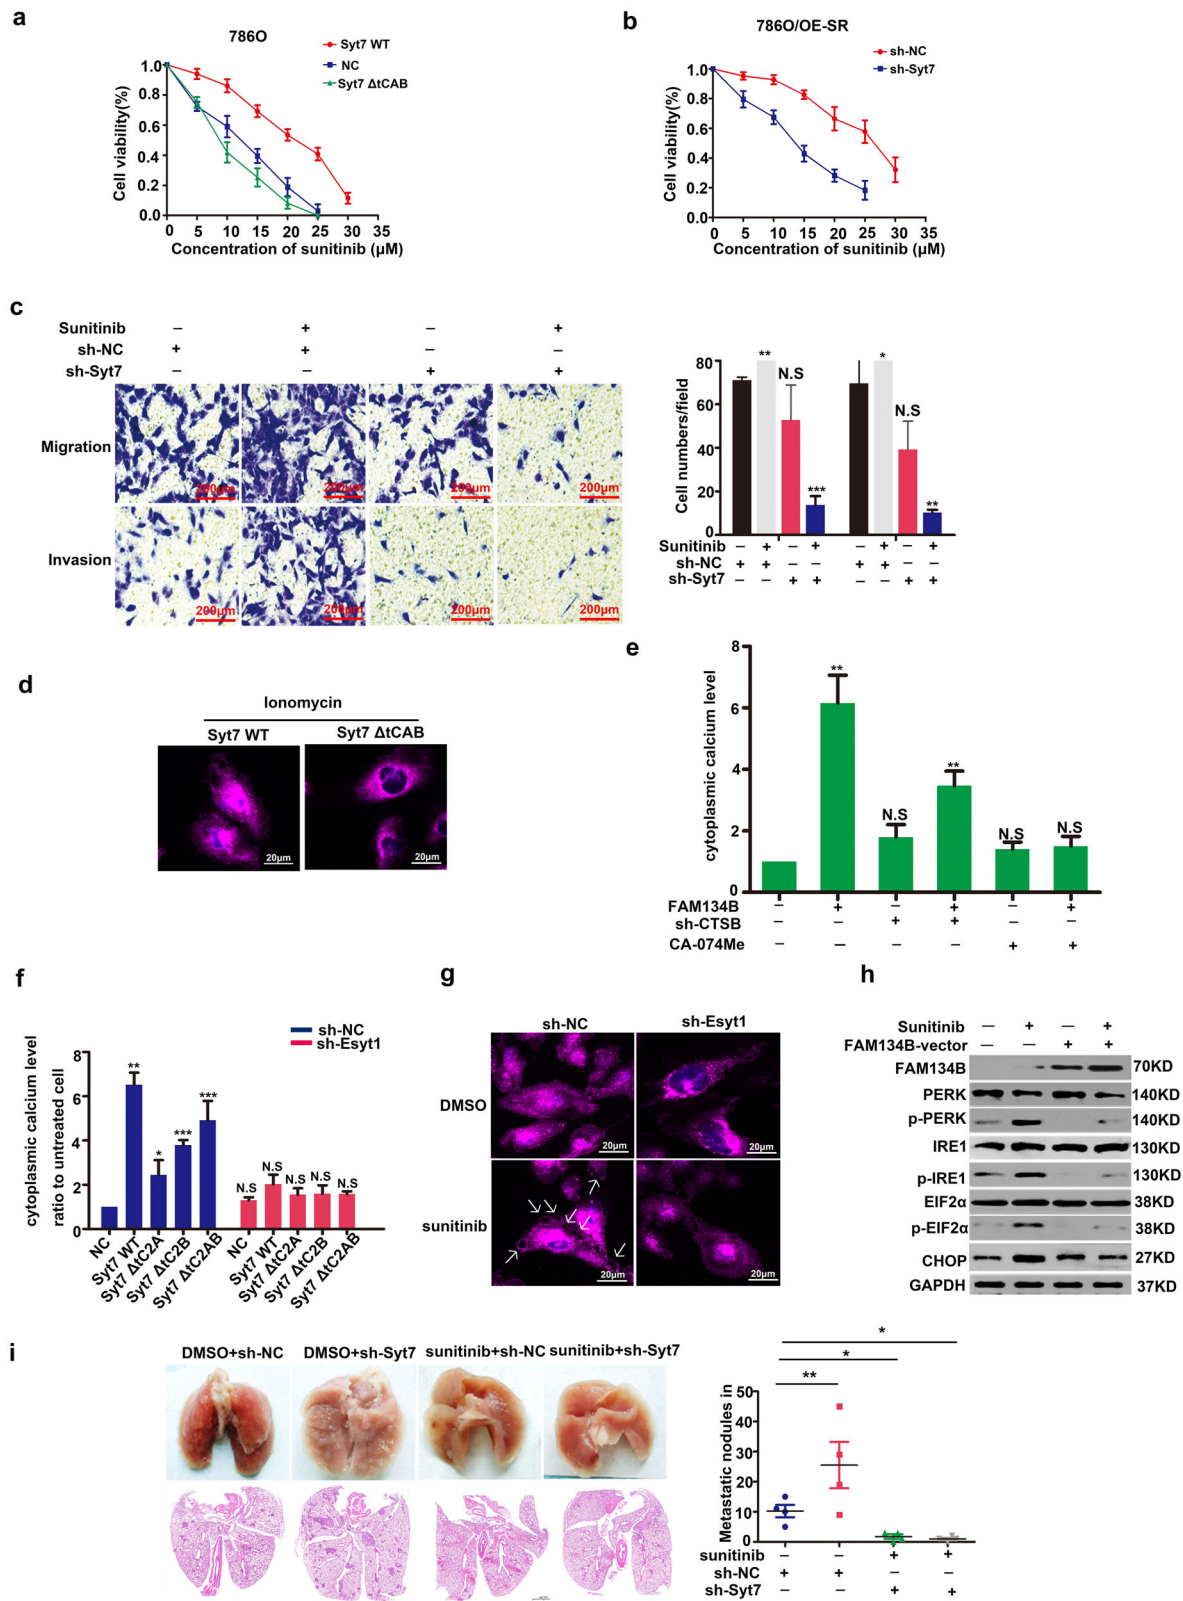 a
786O
Syt7 WT
NC
Syt7 ΔtCAB
Cell viability(%)
1.0
0.8
0.6
0.4
0.2
0.0
0 5 10 15 20 25 30 35
Concentration of sunitinib (μM)
b
786O/OE-SR
sh-NC
sh-Syt7
Cell viability(%)
1.0
0.8
0.6
0.4
0.2
0.0
0 5 10 15 20 25 30 35
Concentration of sunitinib (μM)
c
Sunitinib – + – +
sh-NC + + – –
sh-Syt7 – – + +
Migration
200μm 200μm 200μm 200μm
Invasion
200μm 200μm 200μm 200μm
Cell numbers/field
80
60
40
20
0
** N.S *** * N.S **
Sunitinib – + – + – + – +
sh-NC + + – – + + – –
sh-Syt7 – – + + – – + +
d
Ionomycin
Syt7 WT Syt7 ΔtCAB
20μm 20μm
e
cytoplasmic calcium level
8
6
4
2
0
** N.S ** N.S N.S
FAM134B – + – + – +
sh-CTSB – – + + – –
CA-074Me – – – – + +
f
sh-NC
sh-Esyt1
cytoplasmic calcium level
ratio to untreated cell
8
6
4
2
0
** * *** *** N.S N.S N.S N.S N.S
NC Syt7 WT Syt7 ΔtC2A Syt7 ΔtC2B Syt7 ΔtC2AB NC Syt7 WT Syt7 ΔtC2A Syt7 ΔtC2B Syt7 ΔtC2AB
g
sh-NC sh-Esyt1
DMSO
20μm 20μm
sunitinib
20μm 20μm
h
Sunitinib – + – +
FAM134B-vector – – + +
FAM134B 70KD
PERK 140KD
p-PERK 140KD
IRE1 130KD
p-IRE1 130KD
EIF2α 38KD
p-EIF2α 38KD
CHOP 27KD
GAPDH 37KD
i
DMSO+sh-NC DMSO+sh-Syt7 sunitinib+sh-NC sunitinib+sh-Syt7
Metastatic nodules in
50
40
30
20
10
0
*
*
**
sunitinib – – + +
sh-NC + + – –
sh-Syt7 – – + +